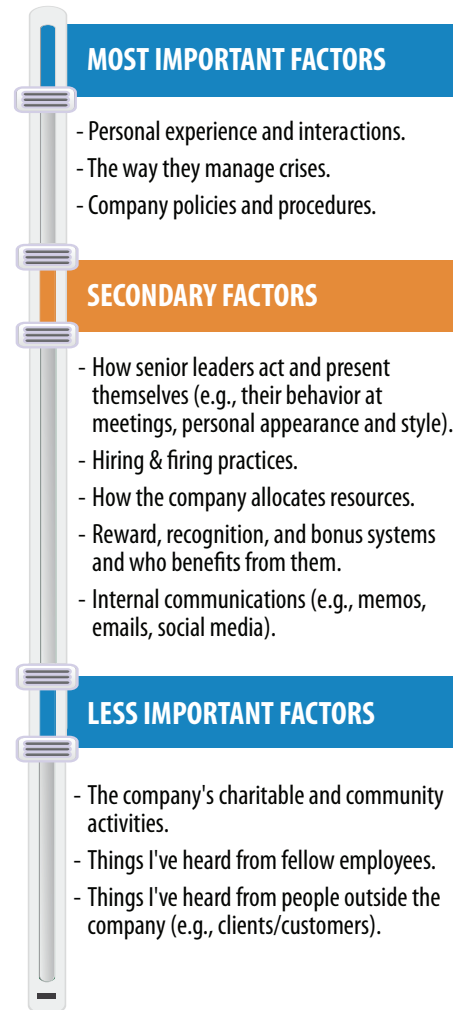 MOST IMPORTANT FACTORS
- Personal experience and interactions.
- The way they manage crises.
- Company policies and procedures.
SECONDARY FACTORS
- How senior leaders act and present
themselves (e.g., their behavior at
meetings, personal appearance and style).
- Hiring & firing practices.
- How the company allocates resources.
- Reward, recognition, and bonus systems
and who benefits from them.
- Internal communications (e.g., memos,
emails, social media).
LESS IMPORTANT FACTORS
- The company's charitable and community
activities.
- Things I've heard from fellow employees.
- Things I've heard from people outside the
company (e.g., clients/customers).